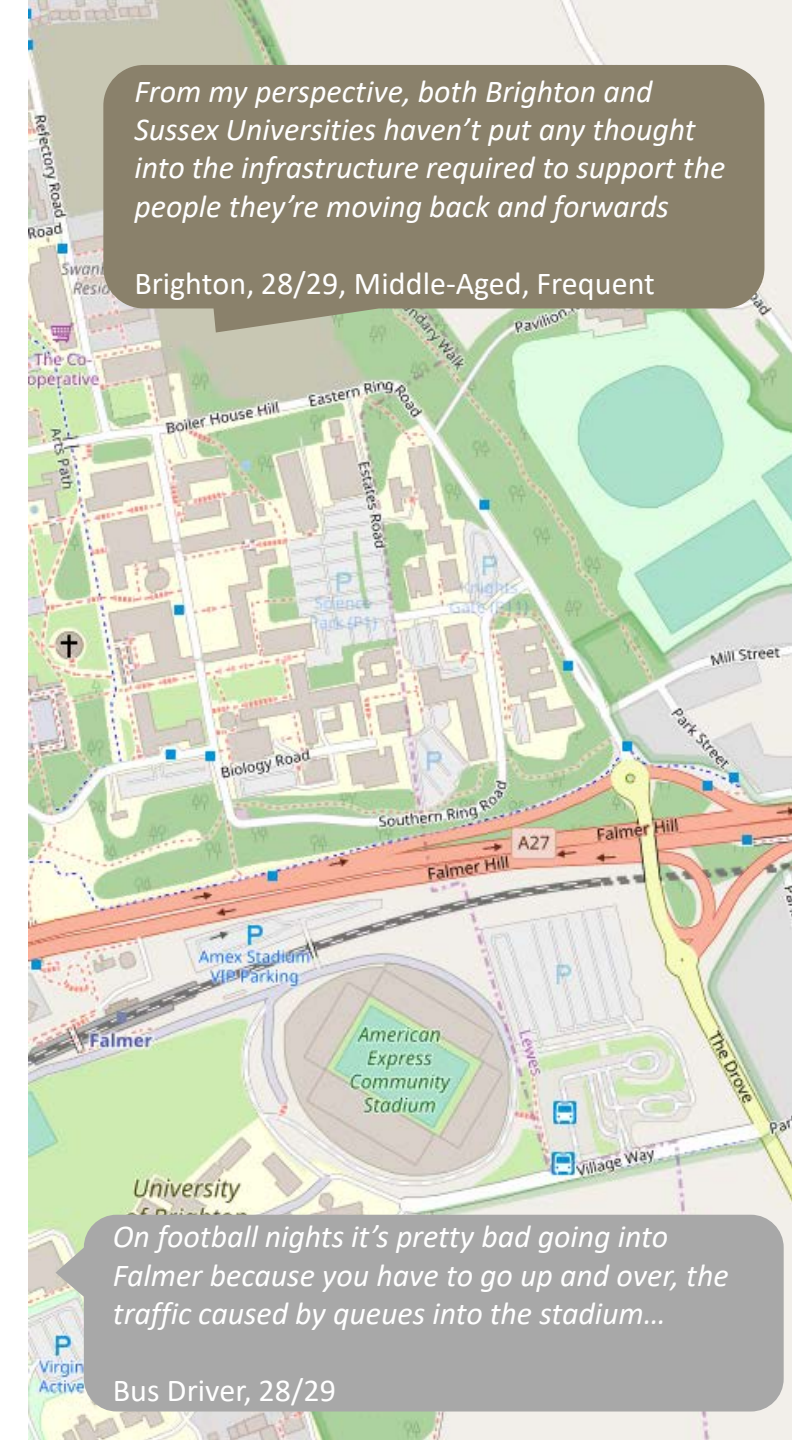 From my perspective, both Brighton and
Sussex Universities haven’t put any thought
into the infrastructure required to support the
people they’re moving back and forwards
Brighton, 28/29, Middle-Aged, Frequent
Refectory Road
Road
The Co-
operative
Arts Path
Boiler House Hill
Eastern Ring Road
Estates Road
P
Science
Park (P1)
P
Knights
Gate (P11)
Mill Street
Park Street
P
Biology Road
Southern Ring Road
A27
Falmer Hill
Falmer Hill
P
Amex Stadium
VIP Parking
P
Falmer
American
Express
Community
Stadium
Lewes
The Drove
Village Way
University
of Brighton
On football nights it’s pretty bad going into
Falmer because you have to go up and over, the
traffic caused by queues into the stadium…
Bus Driver, 28/29
P
Virgin
Active